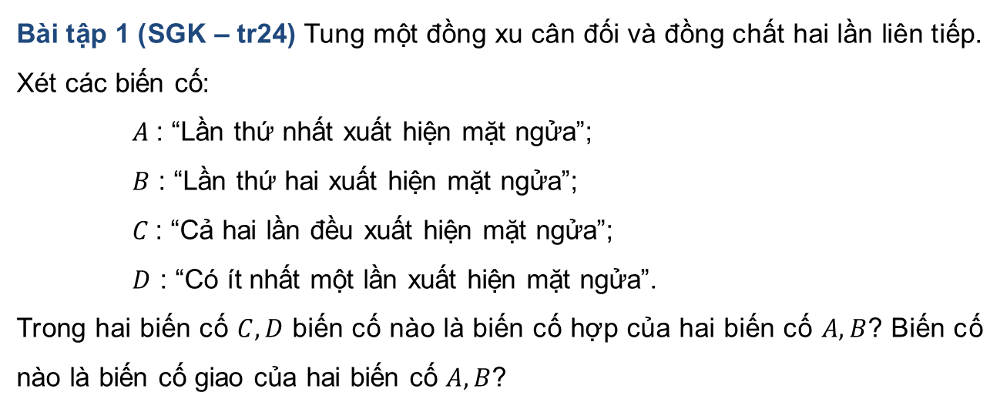 Bài tập 1 (SGK – tr24) Tung một đồng xu cân đối và đồng chất hai lần liên tiếp.
Xét các biến cố:
A : “Lần thứ nhất xuất hiện mặt ngửa”;
B : “Lần thứ hai xuất hiện mặt ngửa”;
C : “Cả hai lần đều xuất hiện mặt ngửa”;
D : “Có ít nhất một lần xuất hiện mặt ngửa”.
Trong hai biến cố C, D biến cố nào là biến cố hợp của hai biến cố A, B? Biến cố
nào là biến cố giao của hai biến cố A, B?